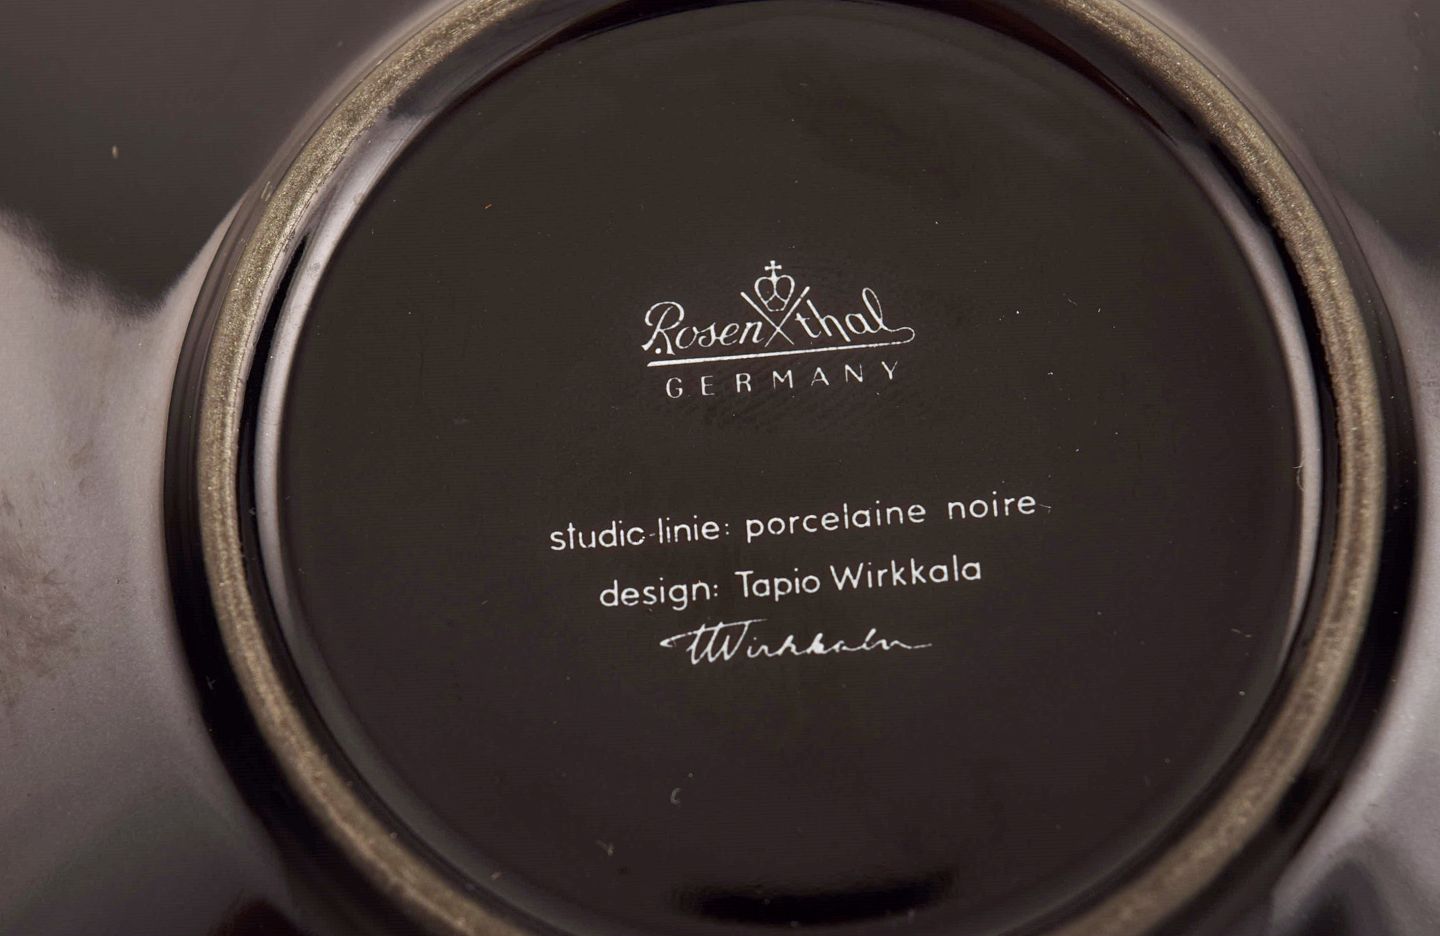 Rosenthal
GERMANY
studio-linie: porcelaine noire
design: Tapio Wirkkala
TWirkkala